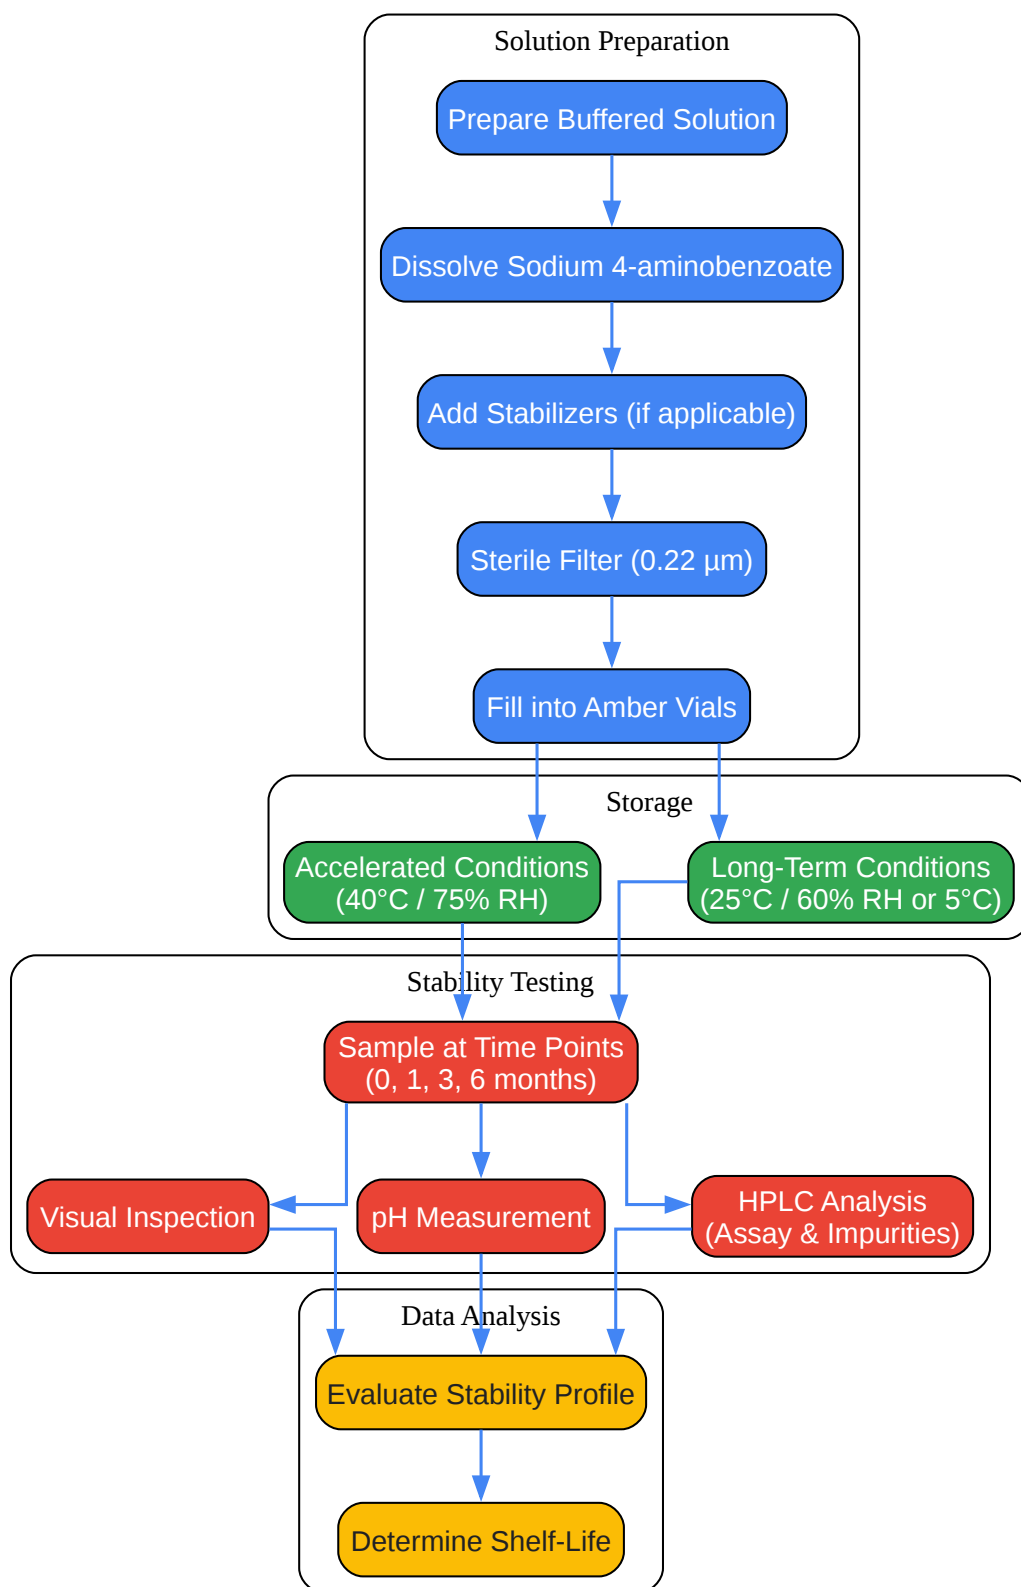 Solution Preparation
Prepare Buffered Solution
Dissolve Sodium 4-aminobenzoate
Add Stabilizers (if applicable)
Sterile Filter (0.22 µm)
Fill into Amber Vials
Storage
Accelerated Conditions
(40°C / 75% RH)
Long-Term Conditions
(25°C / 60% RH or 5°C)
Stability Testing
Sample at Time Points
(0, 1, 3, 6 months)
Visual Inspection
pH Measurement
HPLC Analysis
(Assay & Impurities)
Data Analysis
Evaluate Stability Profile
Determine Shelf-Life